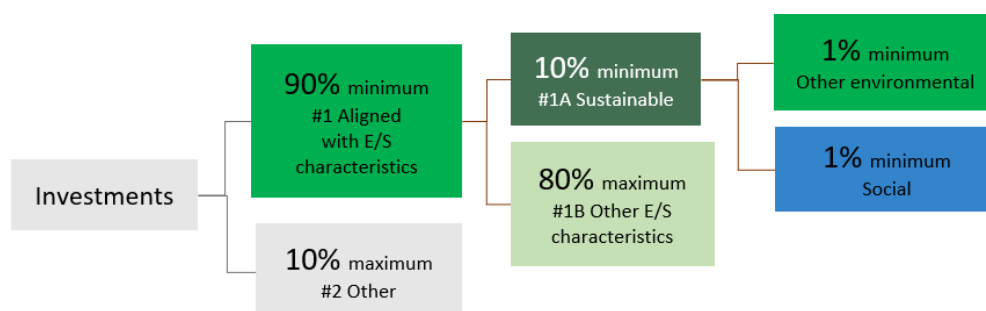 Investments
90% minimum
#1 Aligned
with E/S
characteristics
10% maximum
#2 Other
10% minimum
#1A Sustainable
80% maximum
#1B Other E/S
characteristics
1% minimum
Other environmental
1% minimum
Social